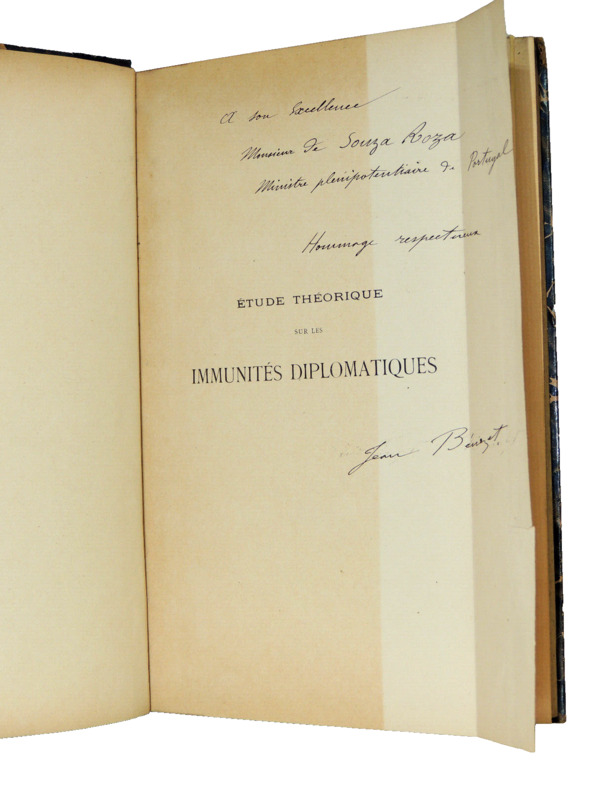 A son Excellence
Monsieur de Souza Roza
Ministre plénipotentiaire de Portugal
Hommage respectueux
ÉTUDE THÉORIQUE
SUR LES
IMMUNITÉS DIPLOMATIQUES
Jean